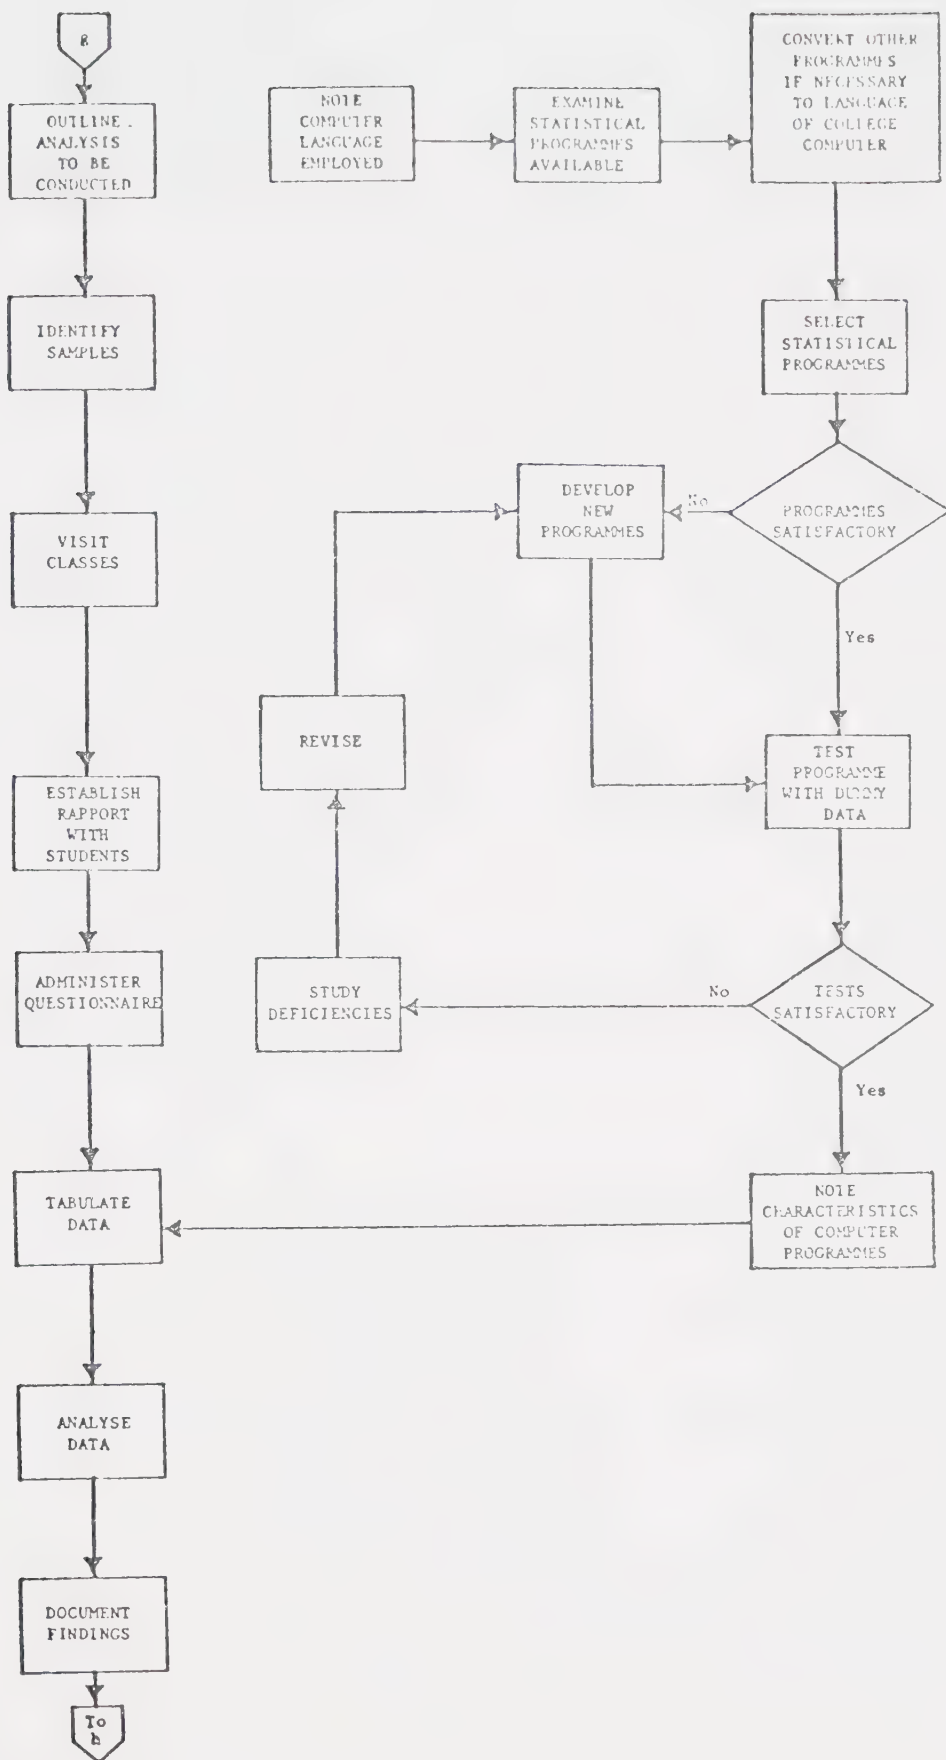 g
OUTLINE
ANALYSIS
TO BE
CONDUCTED
IDENTIFY
SAMPLES
VISIT
CLASSES
ESTABLISH
RAPPORT
WITH
STUDENTS
ADMINISTER
QUESTIONNAIRE
TABULATE
DATA
ANALYSE
DATA
DOCUMENT
FINDINGS
To
h
NOTE
COMPUTER
LANGUAGE
EMPLOYED
EXAMINE
STATISTICAL
PROGRAMMES
AVAILABLE
CONVERT OTHER
PROGRAMMES
IF NECESSARY
TO LANGUAGE
OF COLLEGE
COMPUTER
SELECT
STATISTICAL
PROGRAMMES
PROGRAMMES
SATISFACTORY
No
DEVELOP
NEW
PROGRAMMES
Yes
REVISE
TEST
PROGRAMME
WITH DUMMY
DATA
TESTS
SATISFACTORY
No
STUDY
DEFICIENCIES
Yes
NOTE
CHARACTERISTICS
OF COMPUTER
PROGRAMMES